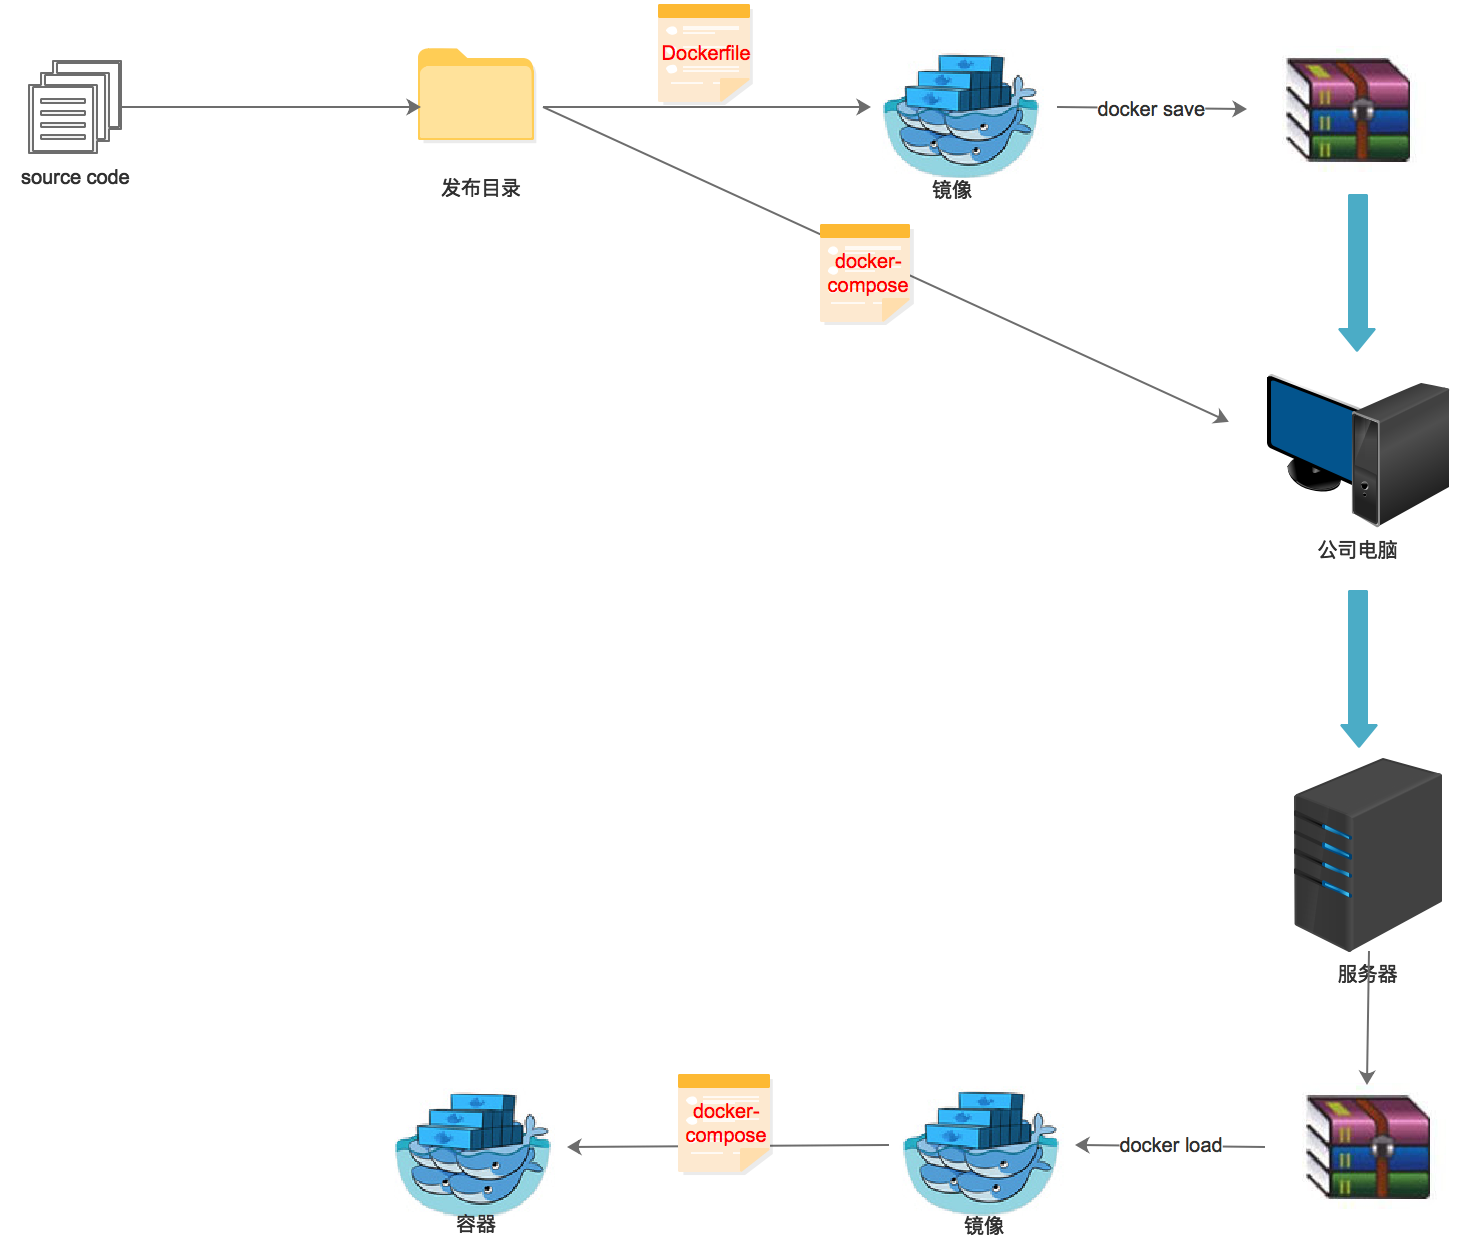 Dockerfile
source code
发布目录
镜像
docker save
docker-
compose
公司电脑
服务器
docker-
compose
docker load
容器
镜像